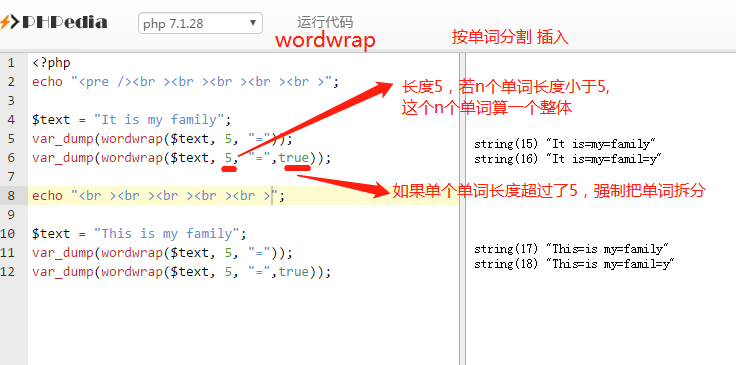 PHPedia
php 7.1.28
运行代码
wordwrap
按单词分割 插入
1 <?php
2 echo "<pre /><br ><br ><br ><br ><br >";
3
4 $text = "It is my family";
5 var_dump(wordwrap($text, 5, "="));
6 var_dump(wordwrap($text, 5, "=",true));
7
8 echo "<br ><br ><br ><br ><br >";
9
10 $text = "This is my family";
11 var_dump(wordwrap($text, 5, "="));
12 var_dump(wordwrap($text, 5, "=",true));
长度5，若n个单词长度小于5,
这个n个单词算一个整体
string(15) "It is=my=family"
string(16) "It is=my=famil=y"
如果单个单词长度超过了5，强制把单词拆分
string(17) "This=is my=family"
string(18) "This=is my=famil=y"